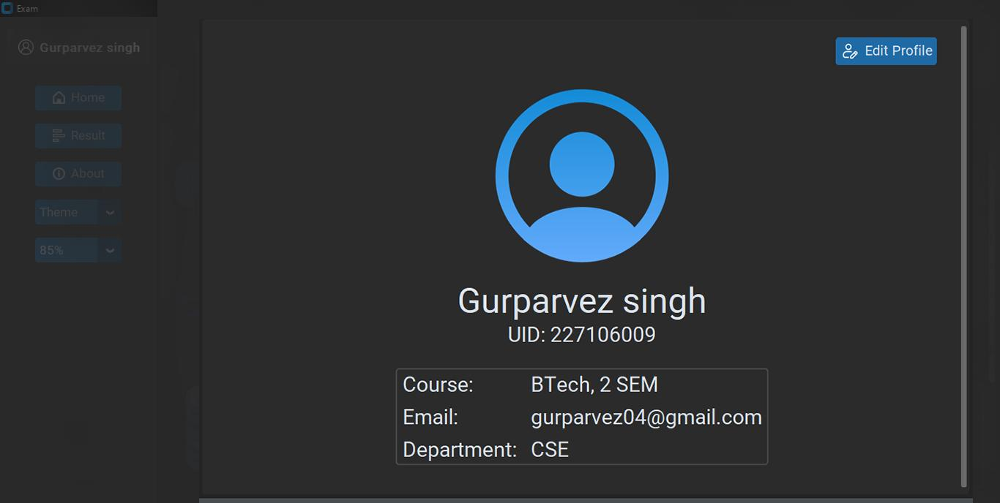 Exam
Gurparvez singh
Home
Result
About
Theme
85%
Edit Profile
Gurparvez singh
UID: 227106009
Course: BTech, 2 SEM
Email: gurparvez04@gmail.com
Department: CSE